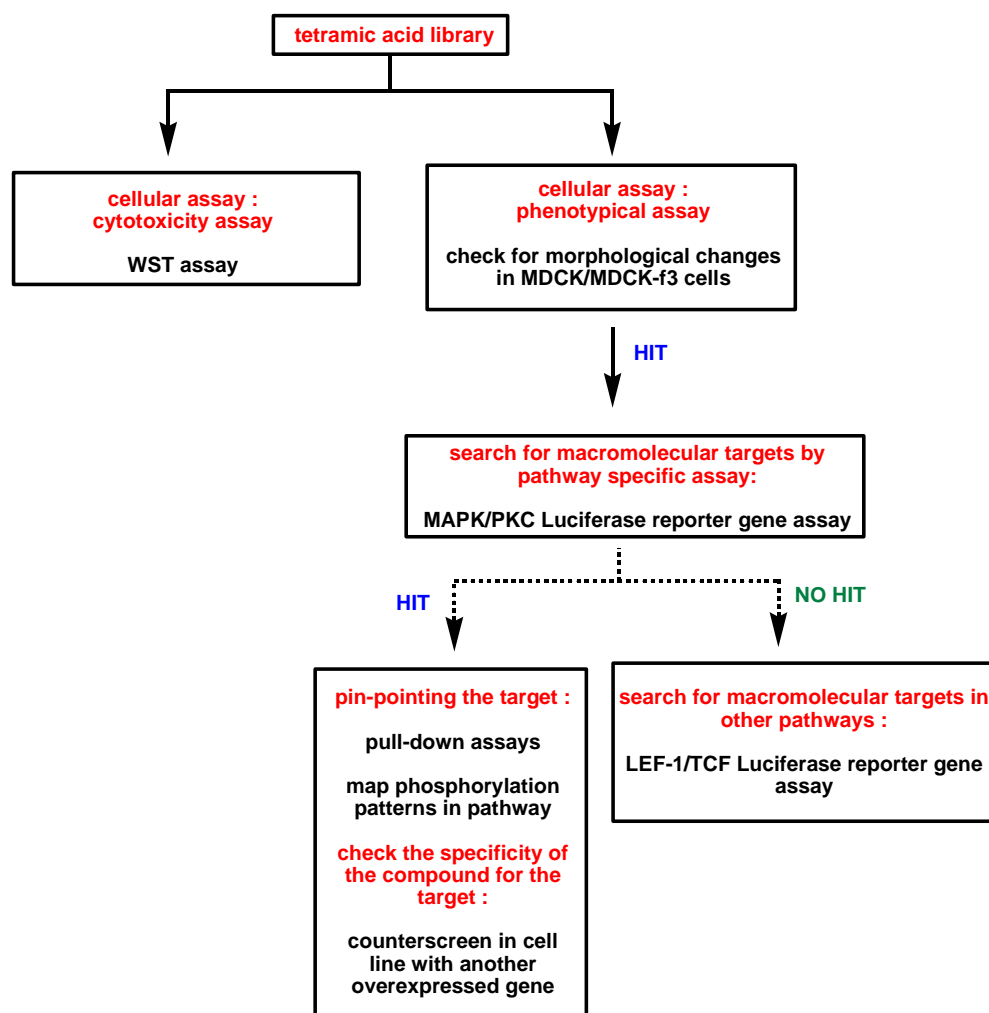 tetramic acid library
cellular assay :
cytotoxicity assay
WST assay
cellular assay :
phenotypical assay
check for morphological changes
in MDCK/MDCK-f3 cells
HIT
search for macromolecular targets by
pathway specific assay:
MAPK/PKC Luciferase reporter gene assay
HIT
NO HIT
pin-pointing the target :
pull-down assays
map phosphorylation
patterns in pathway
check the specificity of
the compound for the
target :
counterscreen in cell
line with another
overexpressed gene
search for macromolecular targets in
other pathways :
LEF-1/TCF Luciferase reporter gene
assay